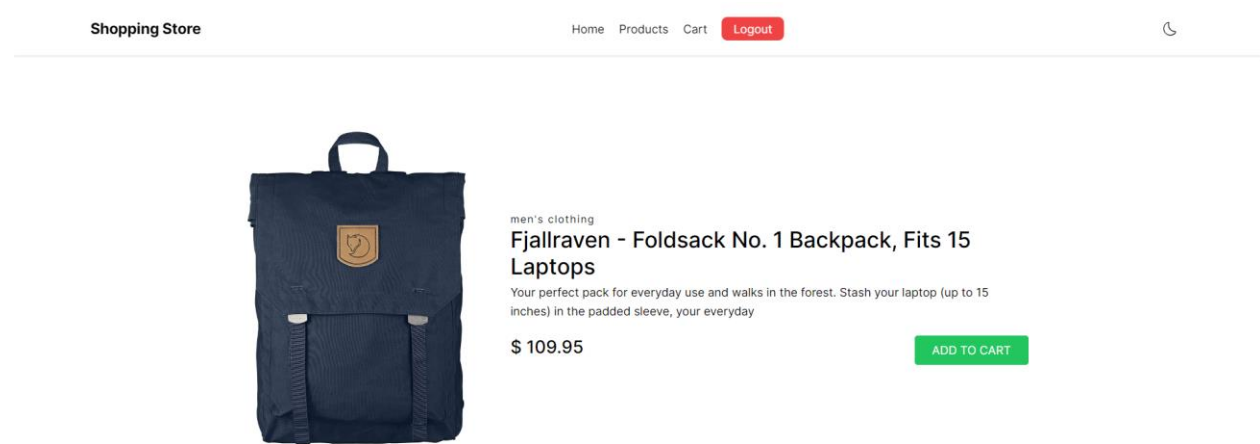 Shopping Store
Home Products Cart Logout
men's clothing
Fjallraven - Foldsack No. 1 Backpack, Fits 15
Laptops
Your perfect pack for everyday use and walks in the forest. Stash your laptop (up to 15
inches) in the padded sleeve, your everyday
$ 109.95
ADD TO CART